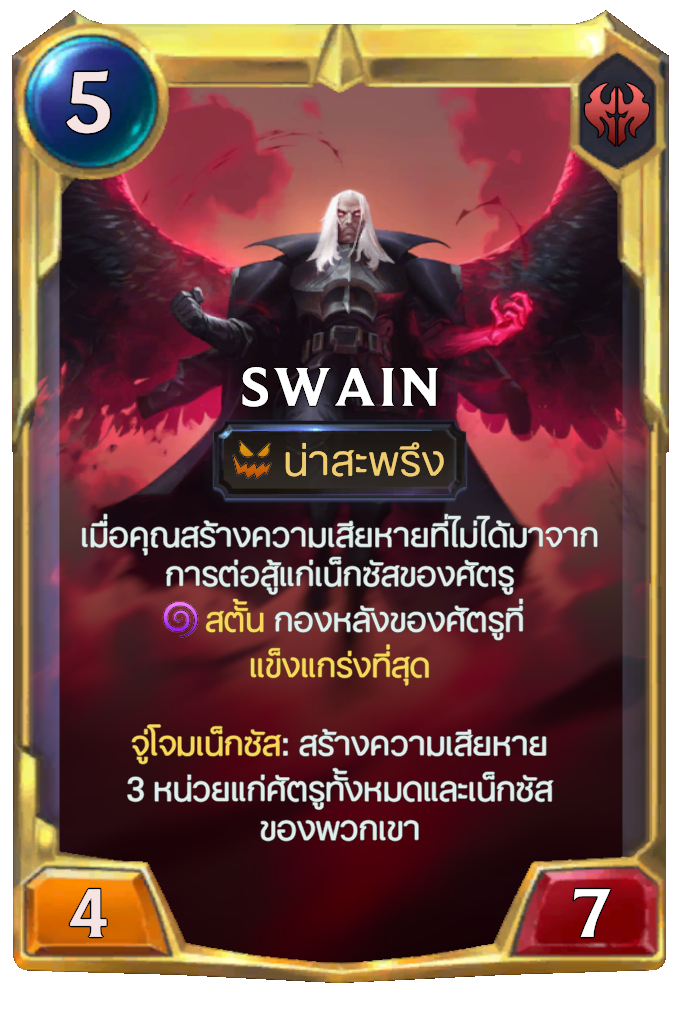 5
SWAIN
น่าสะพรึง
เมื่อคุณสร้างความเสียหายที่ไม่ได้มาจาก
การต่อสู้แก่เน็กซัสของศัตรู
สตั้น กองหลังของศัตรูที่
แข็งแกร่งที่สุด
จู่โจมเน็กซัส: สร้างความเสียหาย
3 หน่วยแก่ศัตรูทั้งหมดและเน็กซัส
ของพวกเขา
4
7